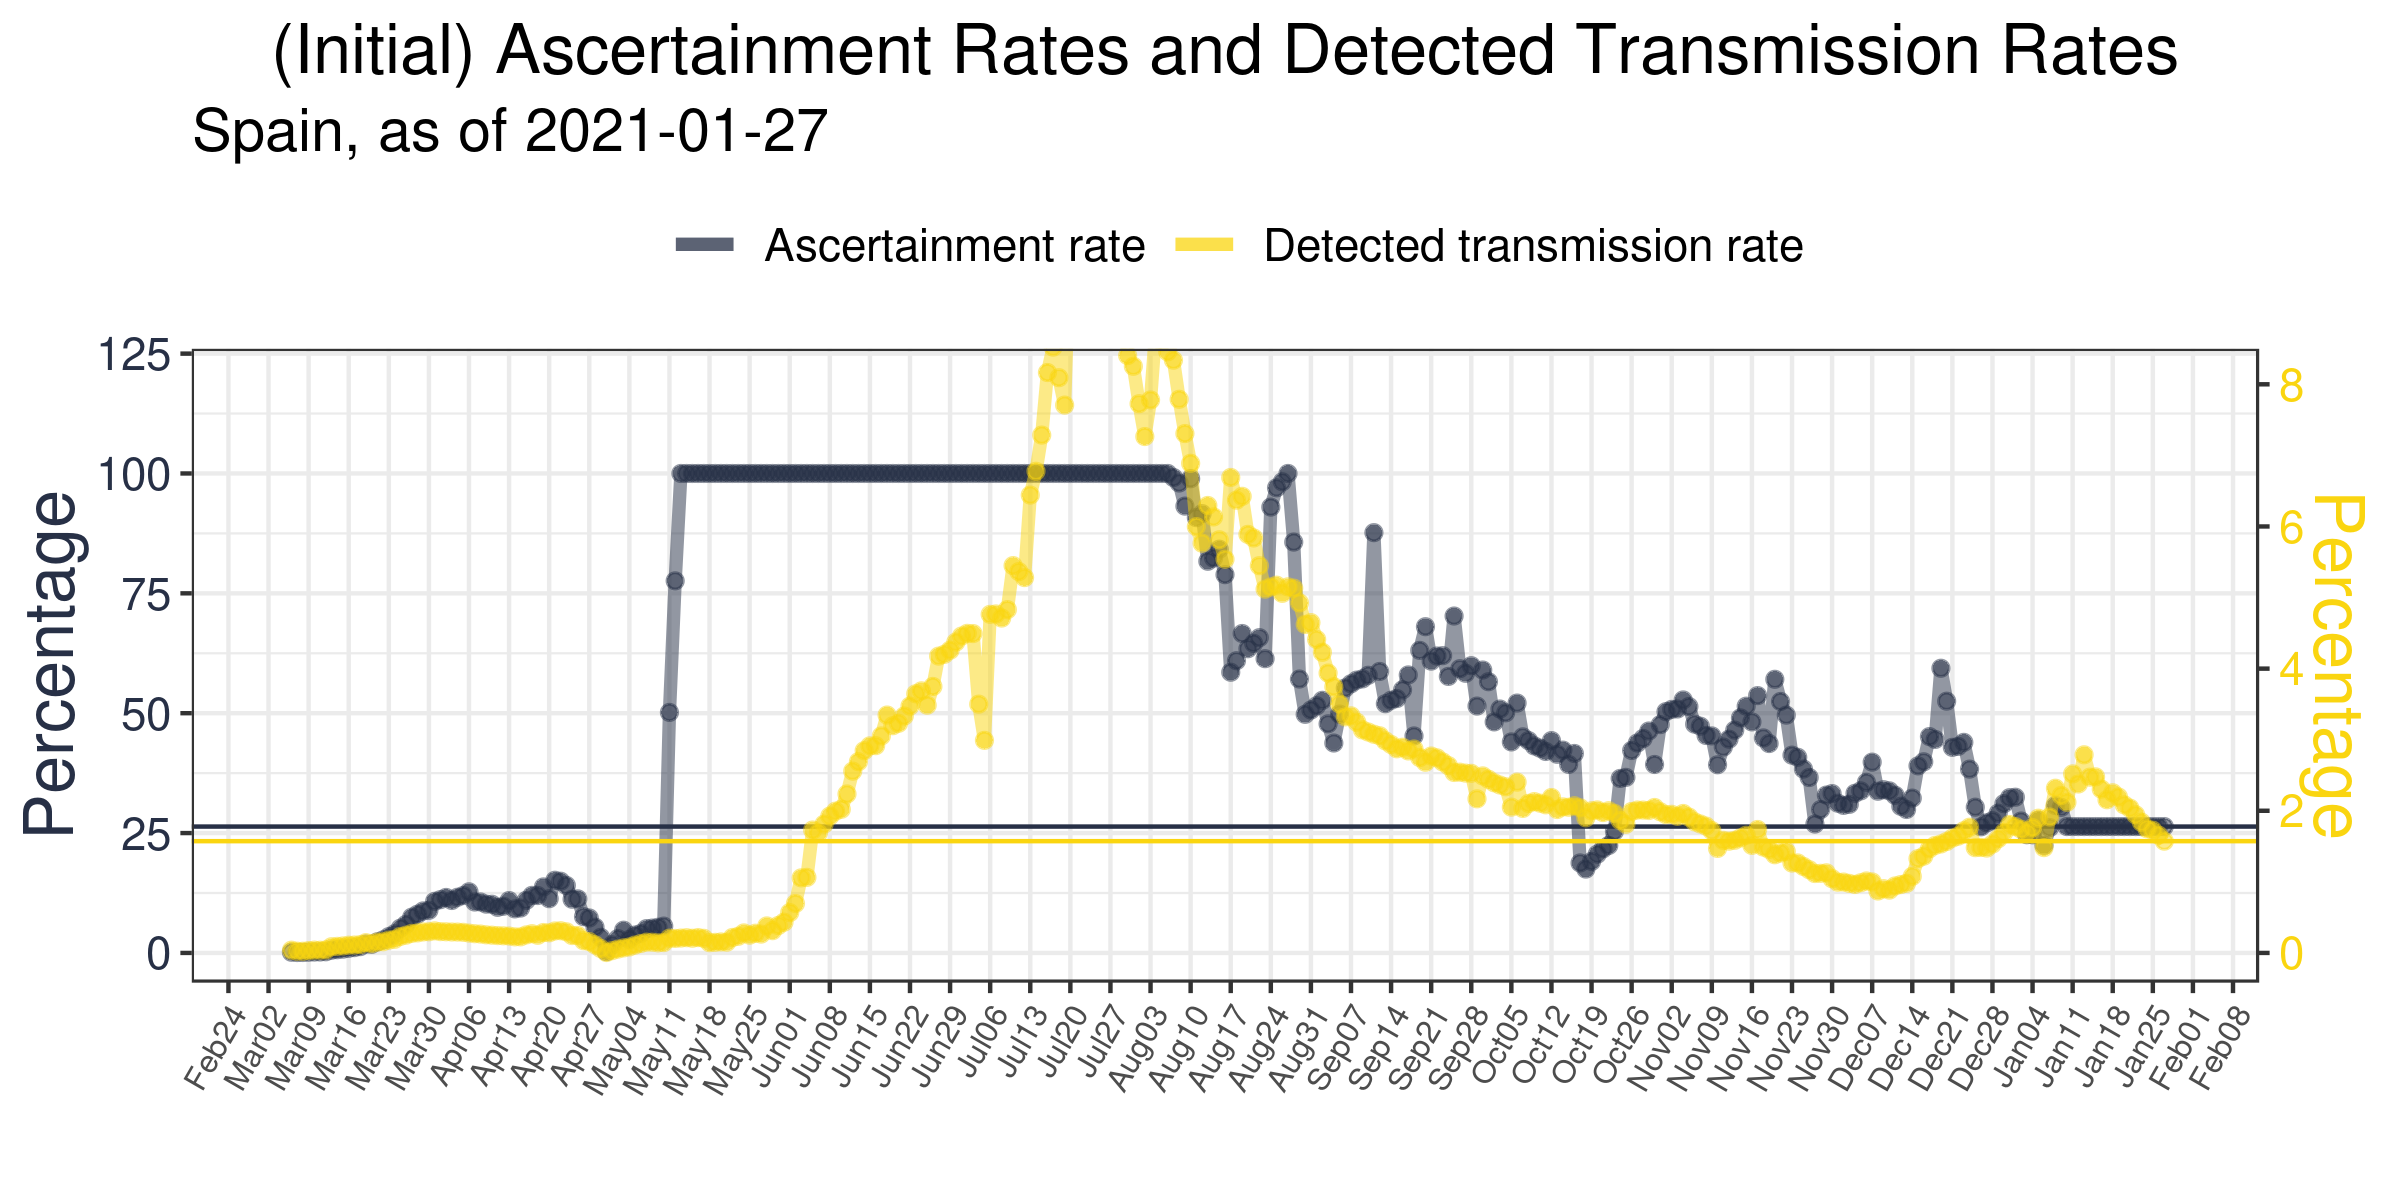 (Initial) Ascertainment Rates and Detected Transmission Rates
Spain, as of 2021-01-27
Ascertainment rate
Detected transmission rate
Percentage
125
100
75
50
25
0
8
6
4
2
0
Percentage
Feb24
Mar02
Mar09
Mar16
Mar23
Mar30
Apr06
Apr13
Apr20
Apr27
May04
May11
May18
May25
Jun01
Jun08
Jun15
Jun22
Jun29
Jul06
Jul13
Jul20
Jul27
Aug03
Aug10
Aug17
Aug24
Aug31
Sep07
Sep14
Sep21
Sep28
Oct05
Oct12
Oct19
Oct26
Nov02
Nov09
Nov16
Nov23
Nov30
Dec07
Dec14
Dec21
Dec28
Jan04
Jan11
Jan18
Jan25
Feb01
Feb08